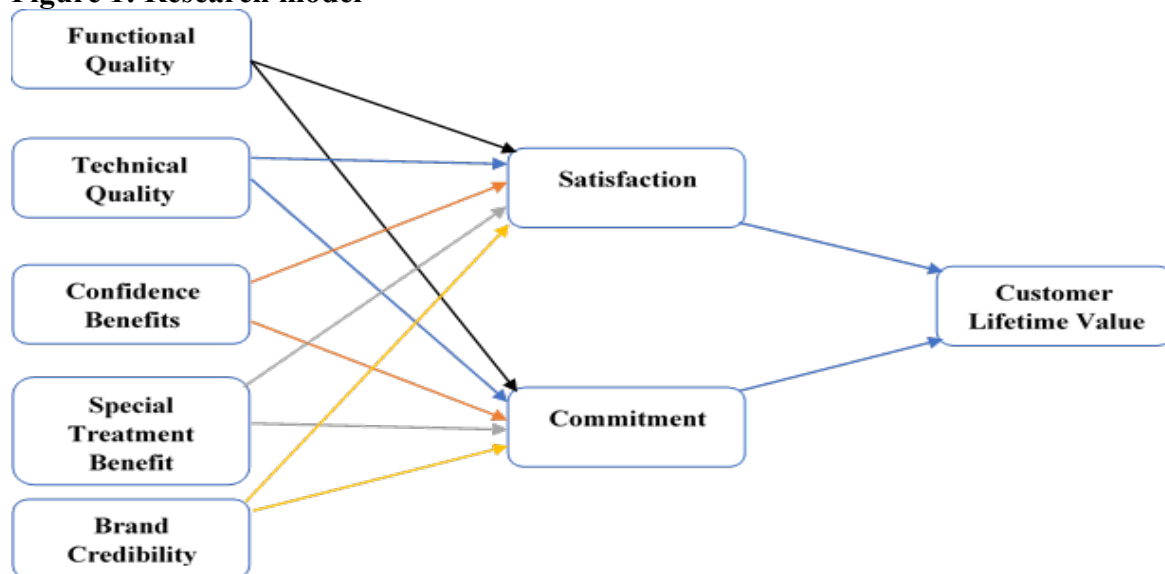 Figure 1: Research model
Functional
Quality
Technical
Quality
Satisfaction
Confidence
Benefits
Customer
Lifetime Value
Special
Treatment
Benefit
Commitment
Brand
Credibility